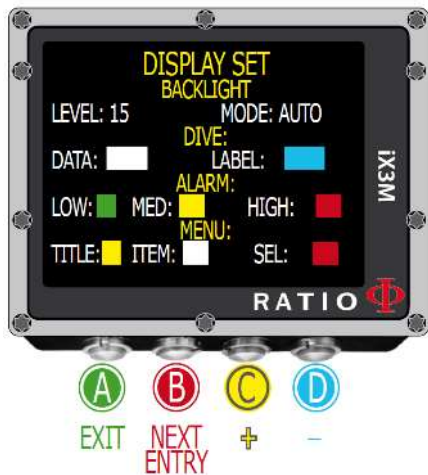 DISPLAY SET
BACKLIGHT
LEVEL: 15 MODE: AUTO
DIVE:
DATA: LABEL:
ALARM:
LOW: MED: HIGH:
MENU:
TITLE: ITEM: SEL:
iX3M
RATIO
A B C D
EXIT NEXT ENTRY + -